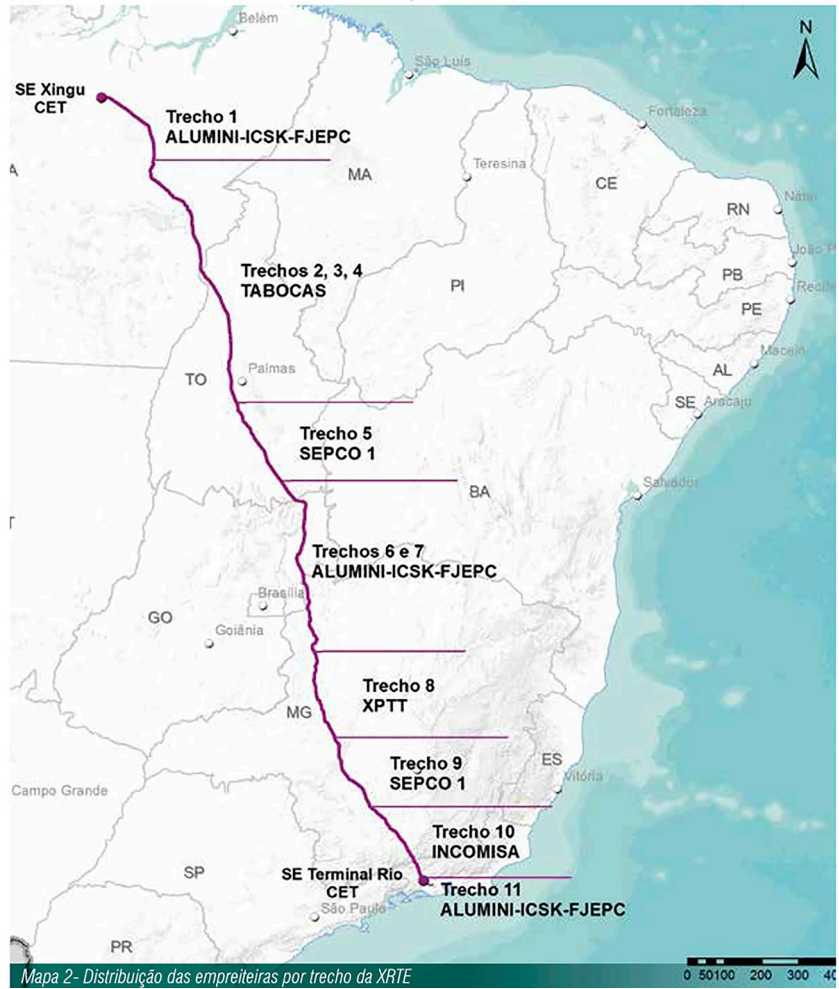 Belém
N
SE Xingu
CET
São Luís
Trecho 1
ALUMINI-ICSK-FJEPC
Fortaleza
MA
Teresina
CE
RN
Natal
João P
Trechos 2, 3, 4
TABOCAS
PI
PB
Recife
PE
Maceió
TO
Palmas
AL
SE
Aracaju
Trecho 5
SEPCO 1
BA
Salvador
T
Trechos 6 e 7
ALUMINI-ICSK-FJEPC
Brasília
GO
Goiânia
Trecho 8
XPTT
MG
Trecho 9
SEPCO 1
ES
Vitória
Campo Grande
Trecho 10
INCOMISA
SP
SE Terminal Rio
CET
Trecho 11
ALUMINI-ICSK-FJEPC
São Paulo
PR
Mapa 2- Distribuição das empreiteiras por trecho da XRTE
0 50100 200 300 40